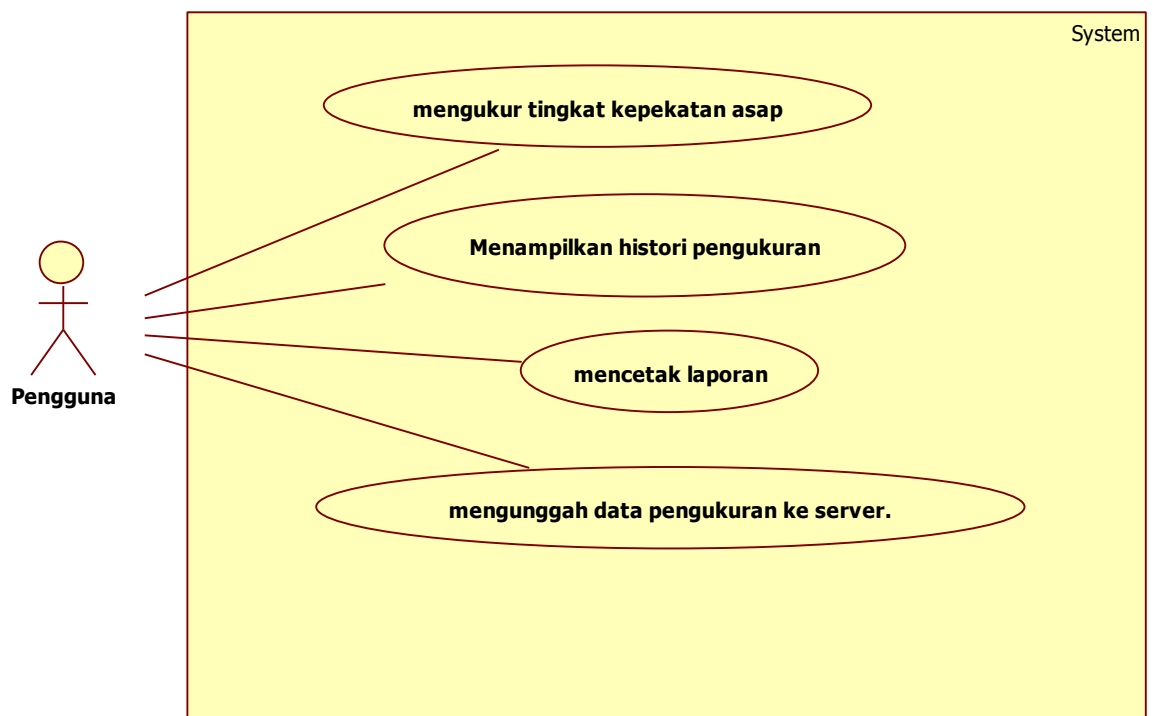 System
mengukur tingkat kepekatan asap
Menampilkan histori pengukuran
mencetak laporan
Pengguna
mengunggah data pengukuran ke server.